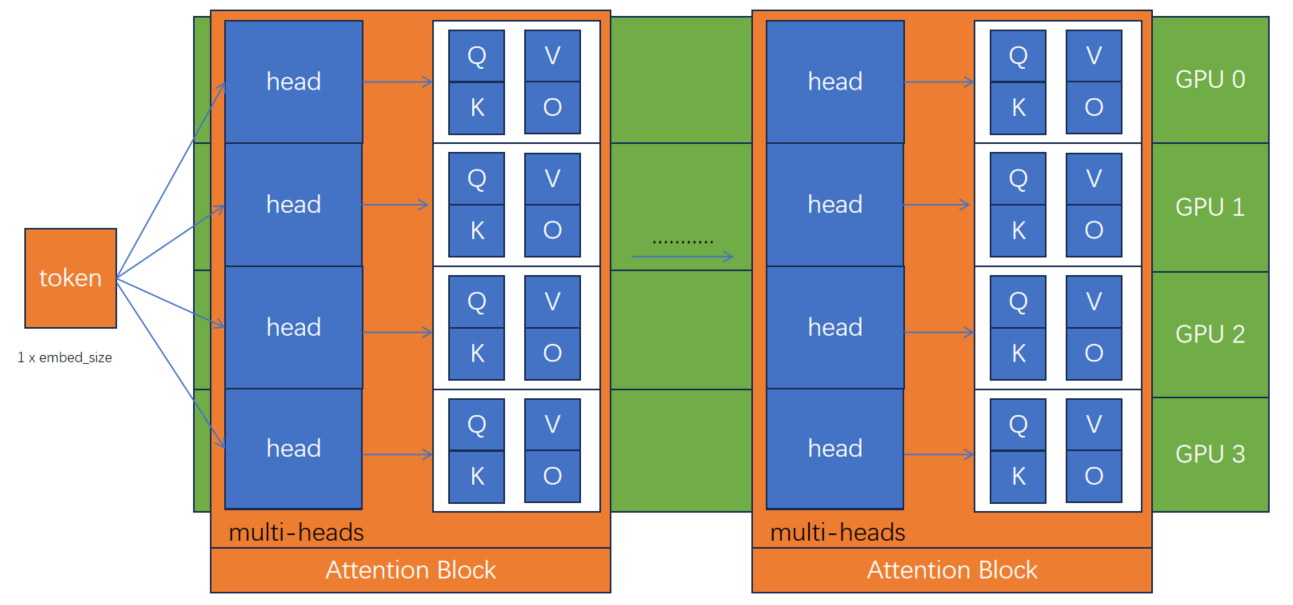 head
Q V
K O
head
Q V
K O
GPU 0
head
Q V
K O
head
Q V
K O
GPU 1
...........
token
1 x embed_size
head
Q V
K O
head
Q V
K O
GPU 2
head
Q V
K O
head
Q V
K O
GPU 3
multi-heads
multi-heads
Attention Block
Attention Block